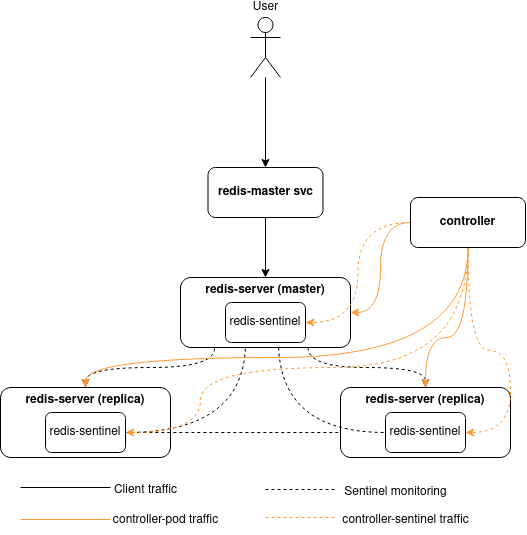 User
redis-master svc
controller
redis-server (master)
redis-sentinel
redis-server (replica)
redis-sentinel
redis-server (replica)
redis-sentinel
Client traffic
Sentinel monitoring
controller-pod traffic
controller-sentinel traffic